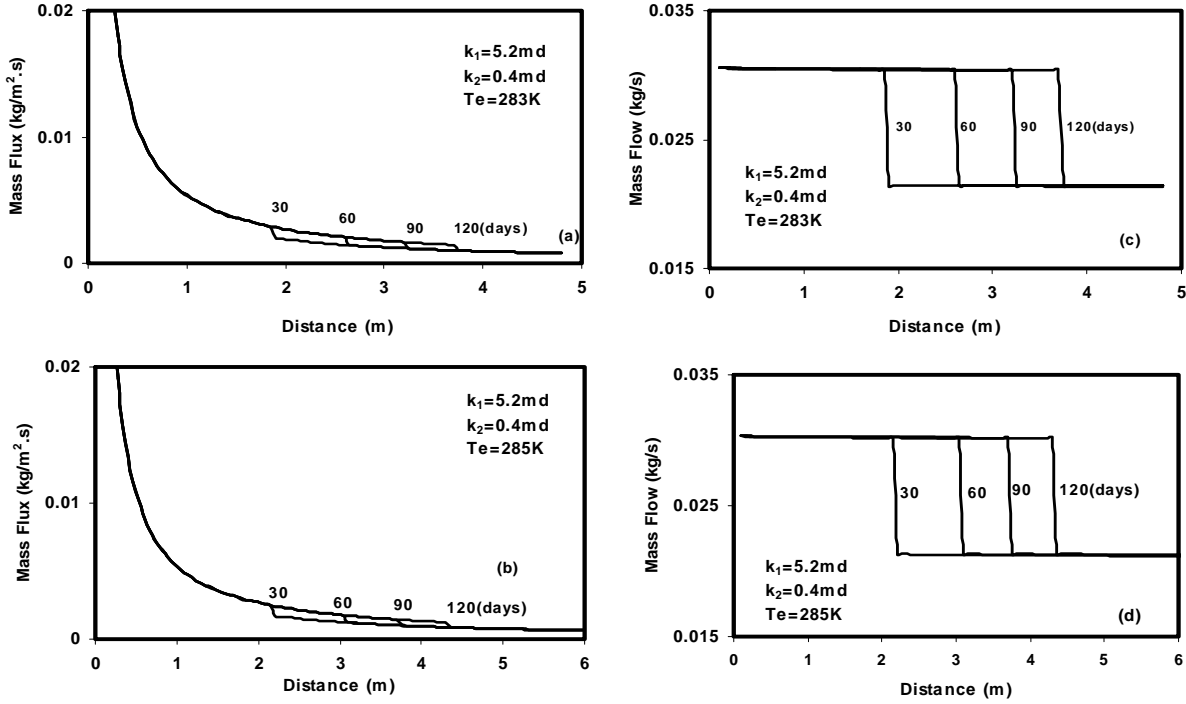 0.02
0.01
0
Mass Flux (kg/m².s)
k₁=5.2md
k₂=0.4md
Te=283K
30
60
90
120(days)
(a)
0 1 2 3 4 5
Distance (m)
0.035
0.025
0.015
Mass Flow (kg/s)
30
60
90
120(days)
k₁=5.2md
k₂=0.4md
Te=283K
(c)
0 1 2 3 4 5
Distance (m)
0.02
0.01
0
Mass Flux (kg/m².s)
k₁=5.2md
k₂=0.4md
Te=285K
(b)
30
60
90
120(days)
0 1 2 3 4 5 6
Distance (m)
0.035
0.025
0.015
Mass Flow (kg/s)
30
60
90
120(days)
k₁=5.2md
k₂=0.4md
Te=285K
(d)
0 1 2 3 4 5 6
Distance (m)